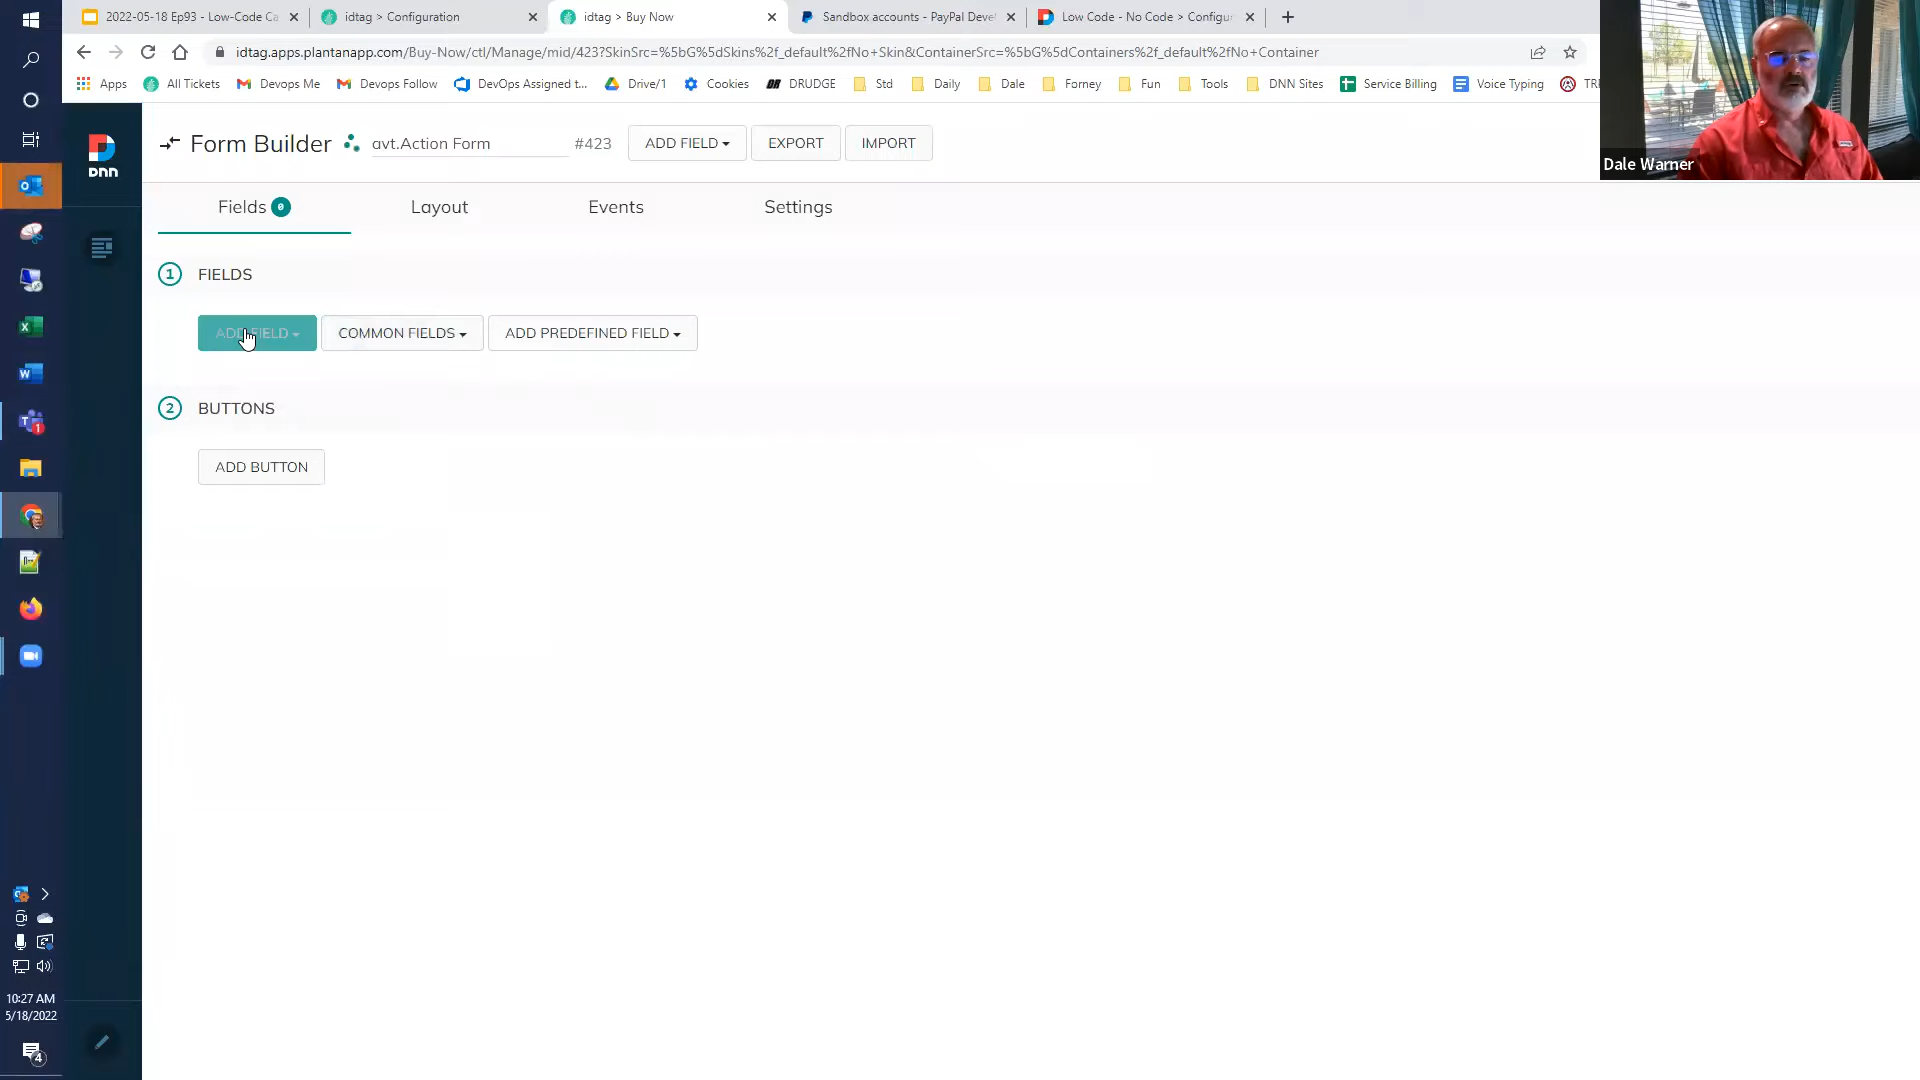 2022-05-18 Ep93 - Low-Code Ca
idtag > Configuration
idtag > Buy Now
Sandbox accounts - PayPal Deve
Low Code - No Code > Configur
idtag.apps.plantanapp.com/Buy-Now/ctl/Manage/mid/423?SkinSrc=%5bG%5dSkins%2f_default%2fNo+Skin&ContainerSrc=%5bG%5dContainers%2f_default%2fNo+Container
Apps
All Tickets
Devops Me
Devops Follow
DevOps Assigned t...
Drive/1
Cookies
DRUDGE
Std
Daily
Dale
Forney
Fun
Tools
DNN Sites
Service Billing
Voice Typing
Dale Warner
DNN
Form Builder
avt.Action Form
#423
ADD FIELD
EXPORT
IMPORT
Fields 0
Layout
Events
Settings
1 FIELDS
ADD FIELD
COMMON FIELDS
ADD PREDEFINED FIELD
2 BUTTONS
ADD BUTTON
10:27 AM
5/18/2022
4